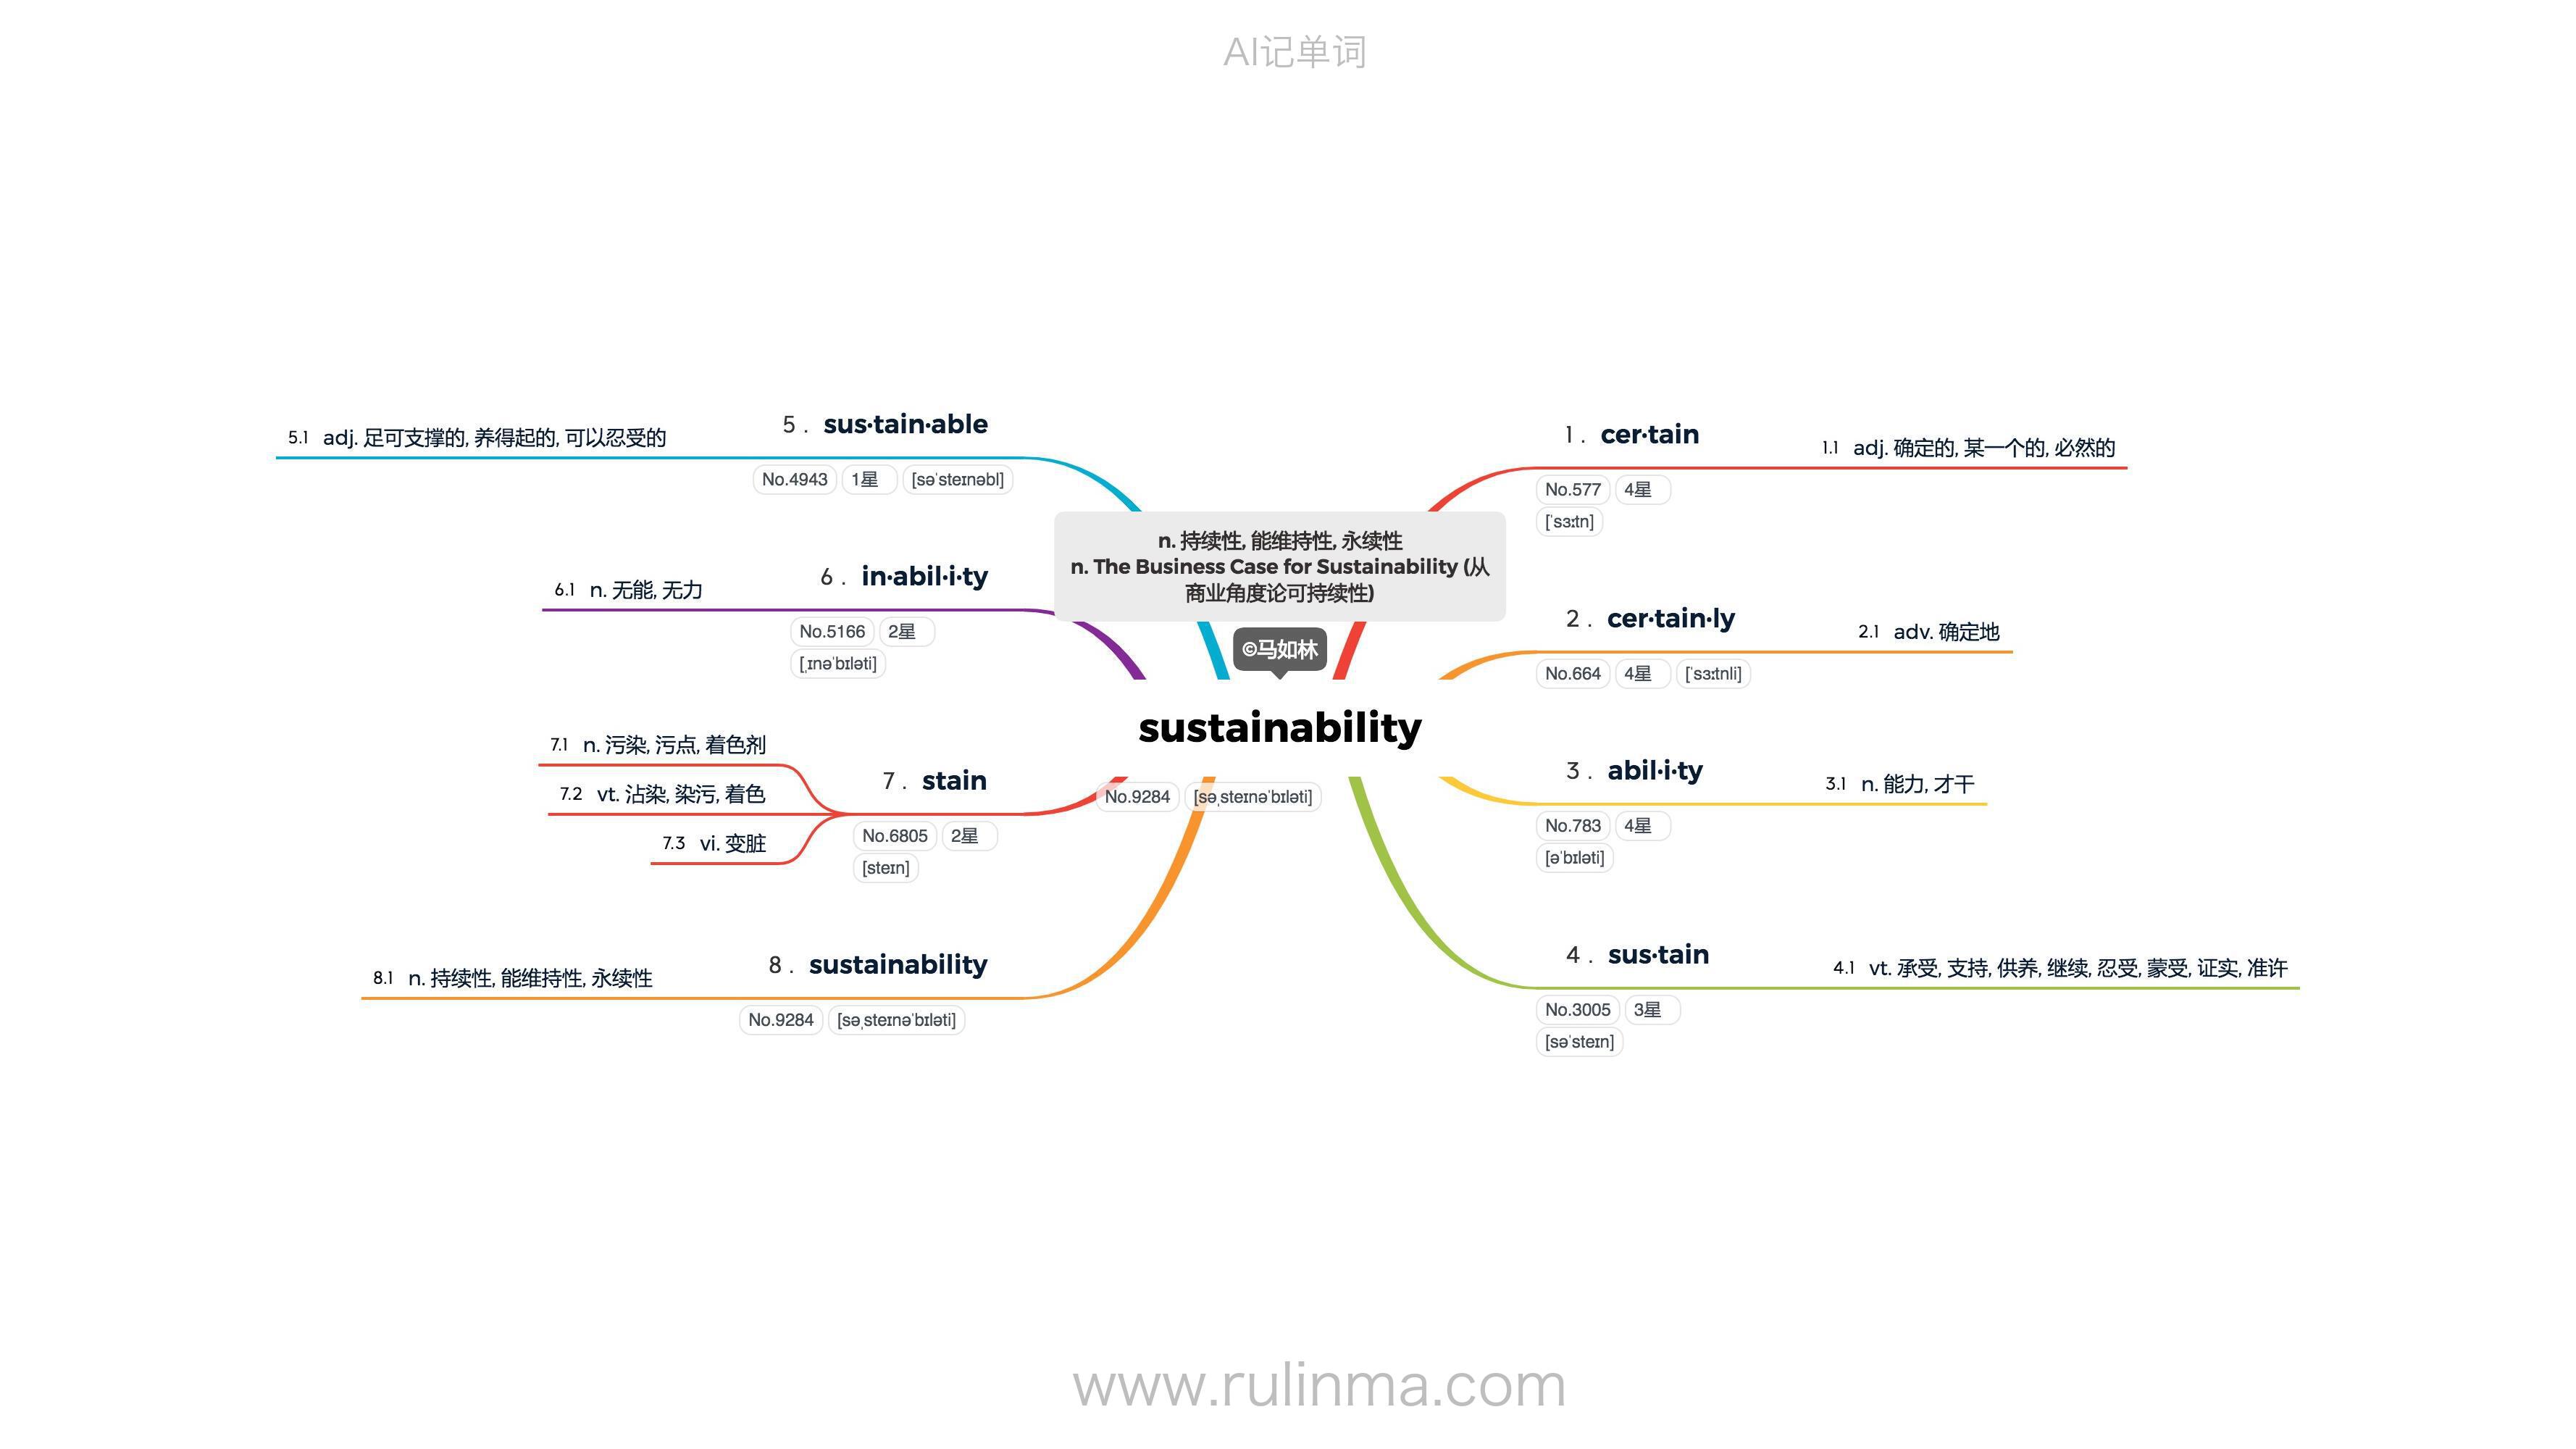 AI记单词
5 . sus·tain·able
5.1 adj. 足可支撑的, 养得起的, 可以忍受的
No.4943 1星 [səˈsteɪnəbl]
6 . in·abil·i·ty
6.1 n. 无能, 无力
No.5166 2星
[ˌɪnəˈbɪləti]
7 . stain
7.1 n. 污染, 污点, 着色剂
7.2 vt. 沾染, 染污, 着色
7.3 vi. 变脏
No.6805 2星
[steɪn]
8 . sustainability
8.1 n. 持续性, 能维持性, 永续性
No.9284 [səˌsteɪnəˈbɪləti]
n. 持续性, 能维持性, 永续性
n. The Business Case for Sustainability (从
商业角度论可持续性)
©马如林
sustainability
No.9284 [səˌsteɪnəˈbɪləti]
1 . cer·tain
1.1 adj. 确定的, 某一个的, 必然的
No.577 4星
[ˈsɜːtn]
2 . cer·tain·ly
2.1 adv. 确定地
No.664 4星 [ˈsɜːtnli]
3 . abil·i·ty
3.1 n. 能力, 才干
No.783 4星
[əˈbɪləti]
4 . sus·tain
4.1 vt. 承受, 支持, 供养, 继续, 忍受, 蒙受, 证实, 准许
No.3005 3星
[səˈsteɪn]
www.rulinma.com